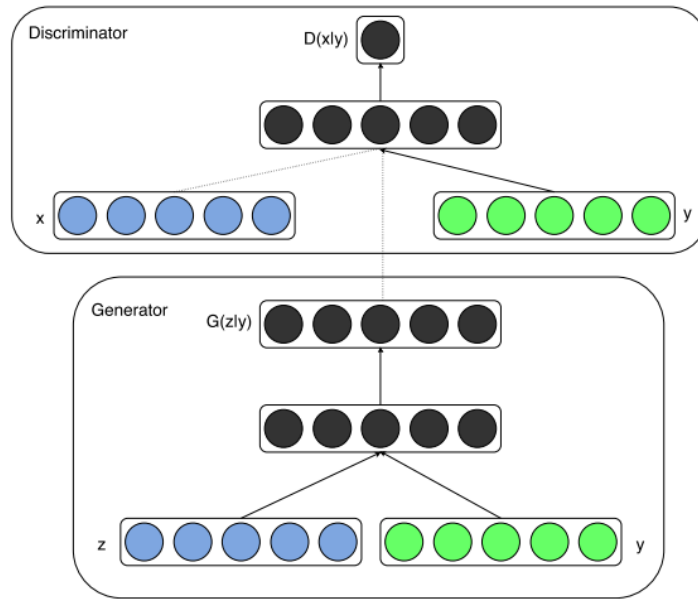 Discriminator
D(x|y)
x
y
Generator
G(z|y)
z
y